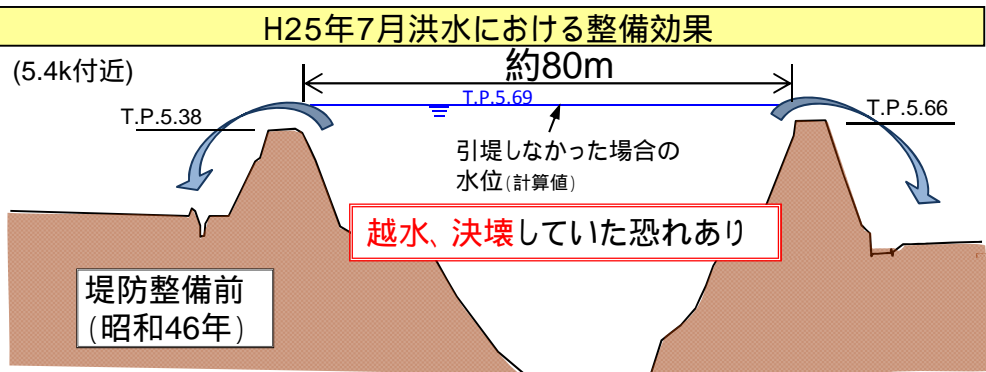 H25年7月洪水における整備効果
(5.4k付近)
約80m
T.P.5.69
T.P.5.38
T.P.5.66
引堤しなかった場合の
水位(計算値)
越水、決壊していた恐れあり
堤防整備前
(昭和46年)